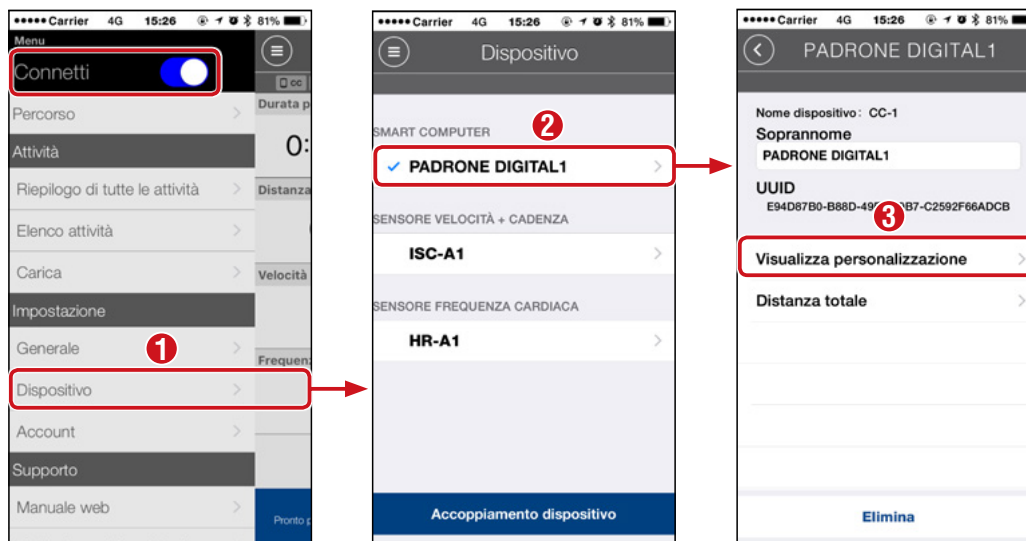 Carrier 4G 15:26 81%
Menu
Connetti
Percorso
Attività
Riepilogo di tutte le attività
Elenco attività
Carica
Impostazione
Generale
1
Dispositivo
Account
Supporto
Manuale web
CC
Durata p
0:
Distanza
Velocità
Frequenz
Pronto p
Carrier 4G 15:26 81%
Dispositivo
SMART COMPUTER
2
PADRONE DIGITAL1
SENSORE VELOCITÀ + CADENZA
ISC-A1
SENSORE FREQUENZA CARDIACA
HR-A1
Accoppiamento dispositivo
Carrier 4G 15:26 81%
PADRONE DIGITAL1
Nome dispositivo: CC-1
Soprannome
PADRONE DIGITAL1
UUID
E94D87B0-B88D-49 B7-C2592F66ADCB
3
Visualizza personalizzazione
Distanza totale
Elimina